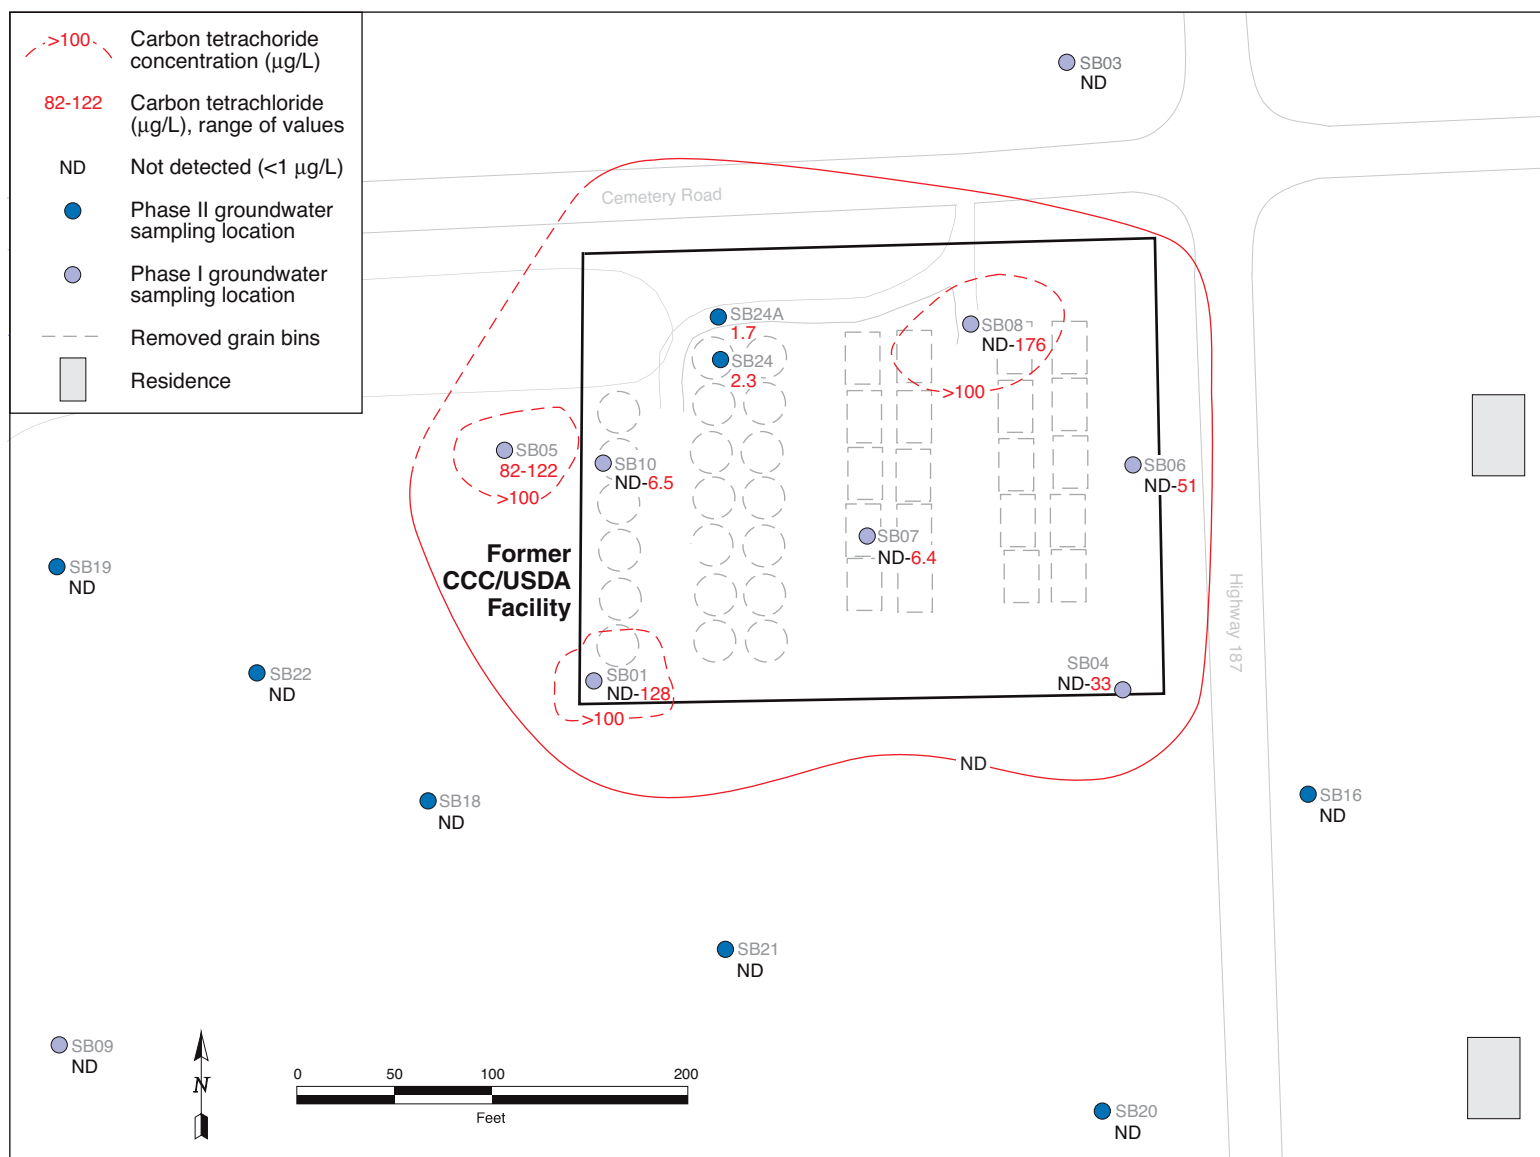 >100
Carbon tetrachoride
concentration (µg/L)
82-122
Carbon tetrachloride
(µg/L), range of values
ND
Not detected (<1 µg/L)
Phase II groundwater
sampling location
Phase I groundwater
sampling location
Removed grain bins
Residence
SB03
ND
Cemetery Road
SB24A
1.7
SB24
2.3
SB08
ND-176
>100
SB05
82-122
>100
SB10
ND-6.5
SB06
ND-51
SB07
ND-6.4
Former
CCC/USDA
Facility
SB19
ND
Highway 187
SB22
ND
SB01
ND-128
>100
SB04
ND-33
ND
SB18
ND
SB16
ND
SB21
ND
SB09
ND
N
0
50
100
200
Feet
SB20
ND